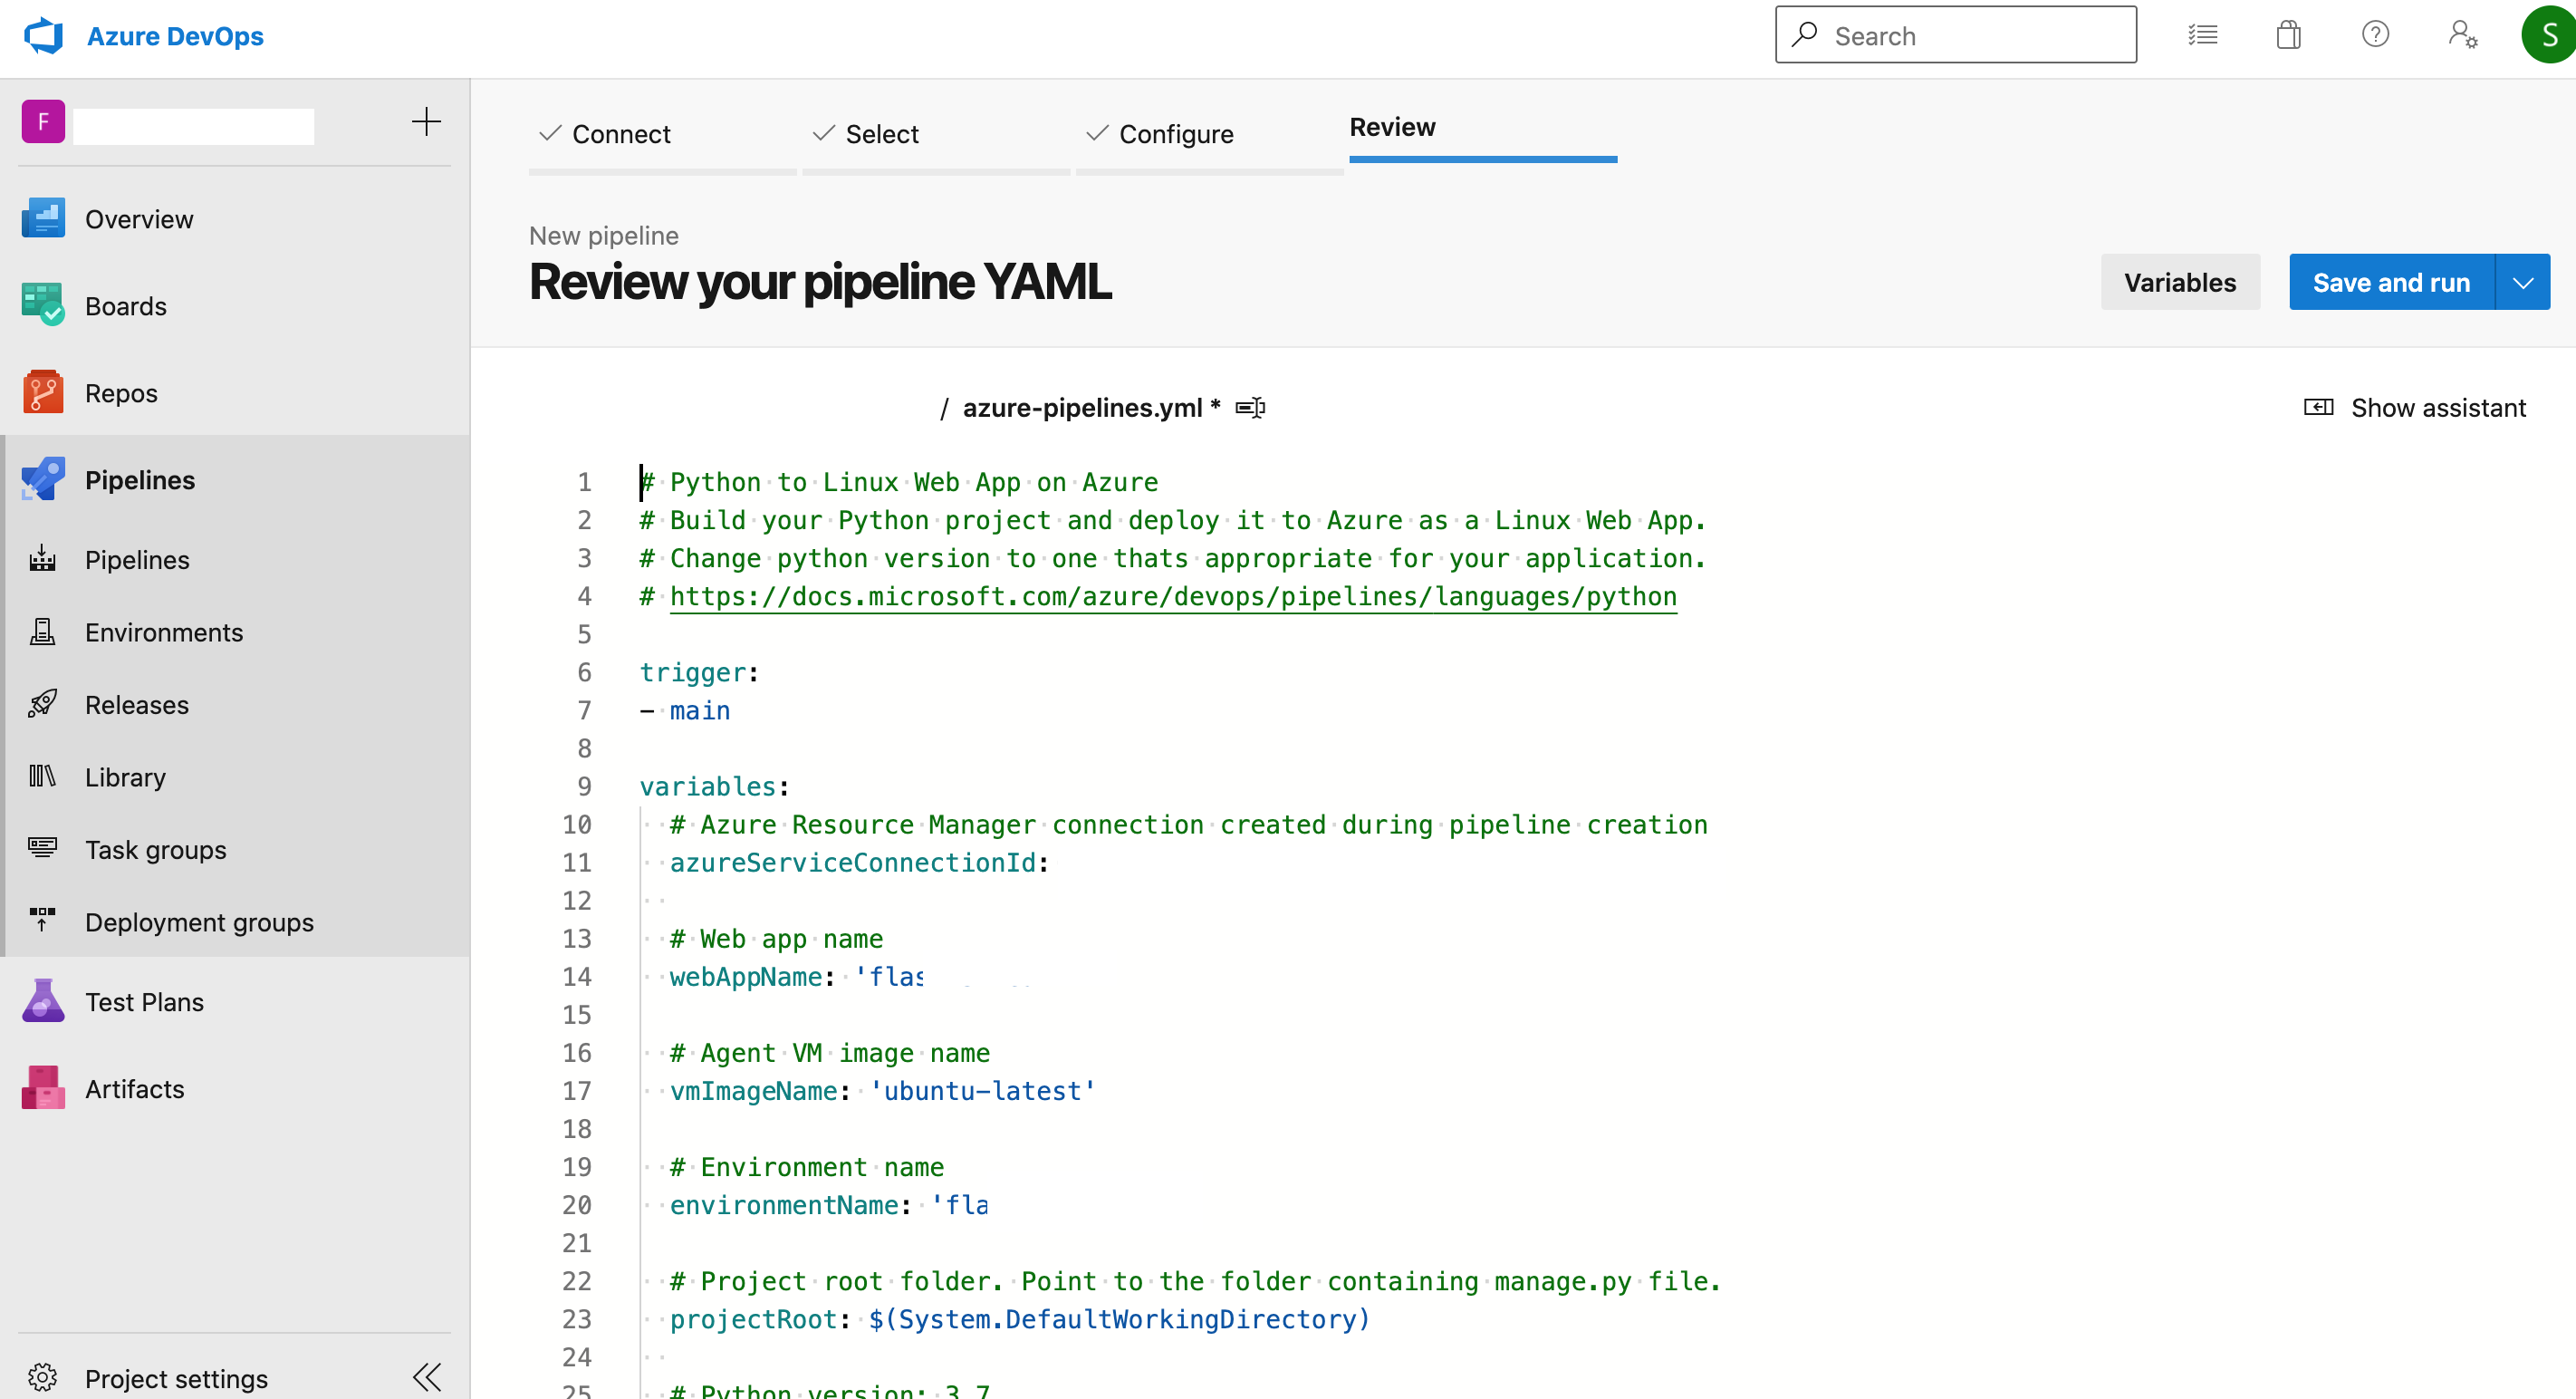 Azure DevOps
Search
S
F
Overview
Boards
Repos
Pipelines
Pipelines
Environments
Releases
Library
Task groups
Deployment groups
Test Plans
Artifacts
Project settings
Connect
Select
Configure
Review
New pipeline
Review your pipeline YAML
Variables
Save and run
/ azure-pipelines.yml *
Show assistant
1 # Python to Linux Web App on Azure
2 # Build your Python project and deploy it to Azure as a Linux Web App.
3 # Change python version to one thats appropriate for your application.
4 # https://docs.microsoft.com/azure/devops/pipelines/languages/python
5
6 trigger:
7 - main
8
9 variables:
10 # Azure Resource Manager connection created during pipeline creation
11 azureServiceConnectionId:
12
13 # Web app name
14 webAppName: 'flas
15
16 # Agent VM image name
17 vmImageName: 'ubuntu-latest'
18
19 # Environment name
20 environmentName: 'fla
21
22 # Project root folder. Point to the folder containing manage.py file.
23 projectRoot: $(System.DefaultWorkingDirectory)
24
25 # Python version: 3.7